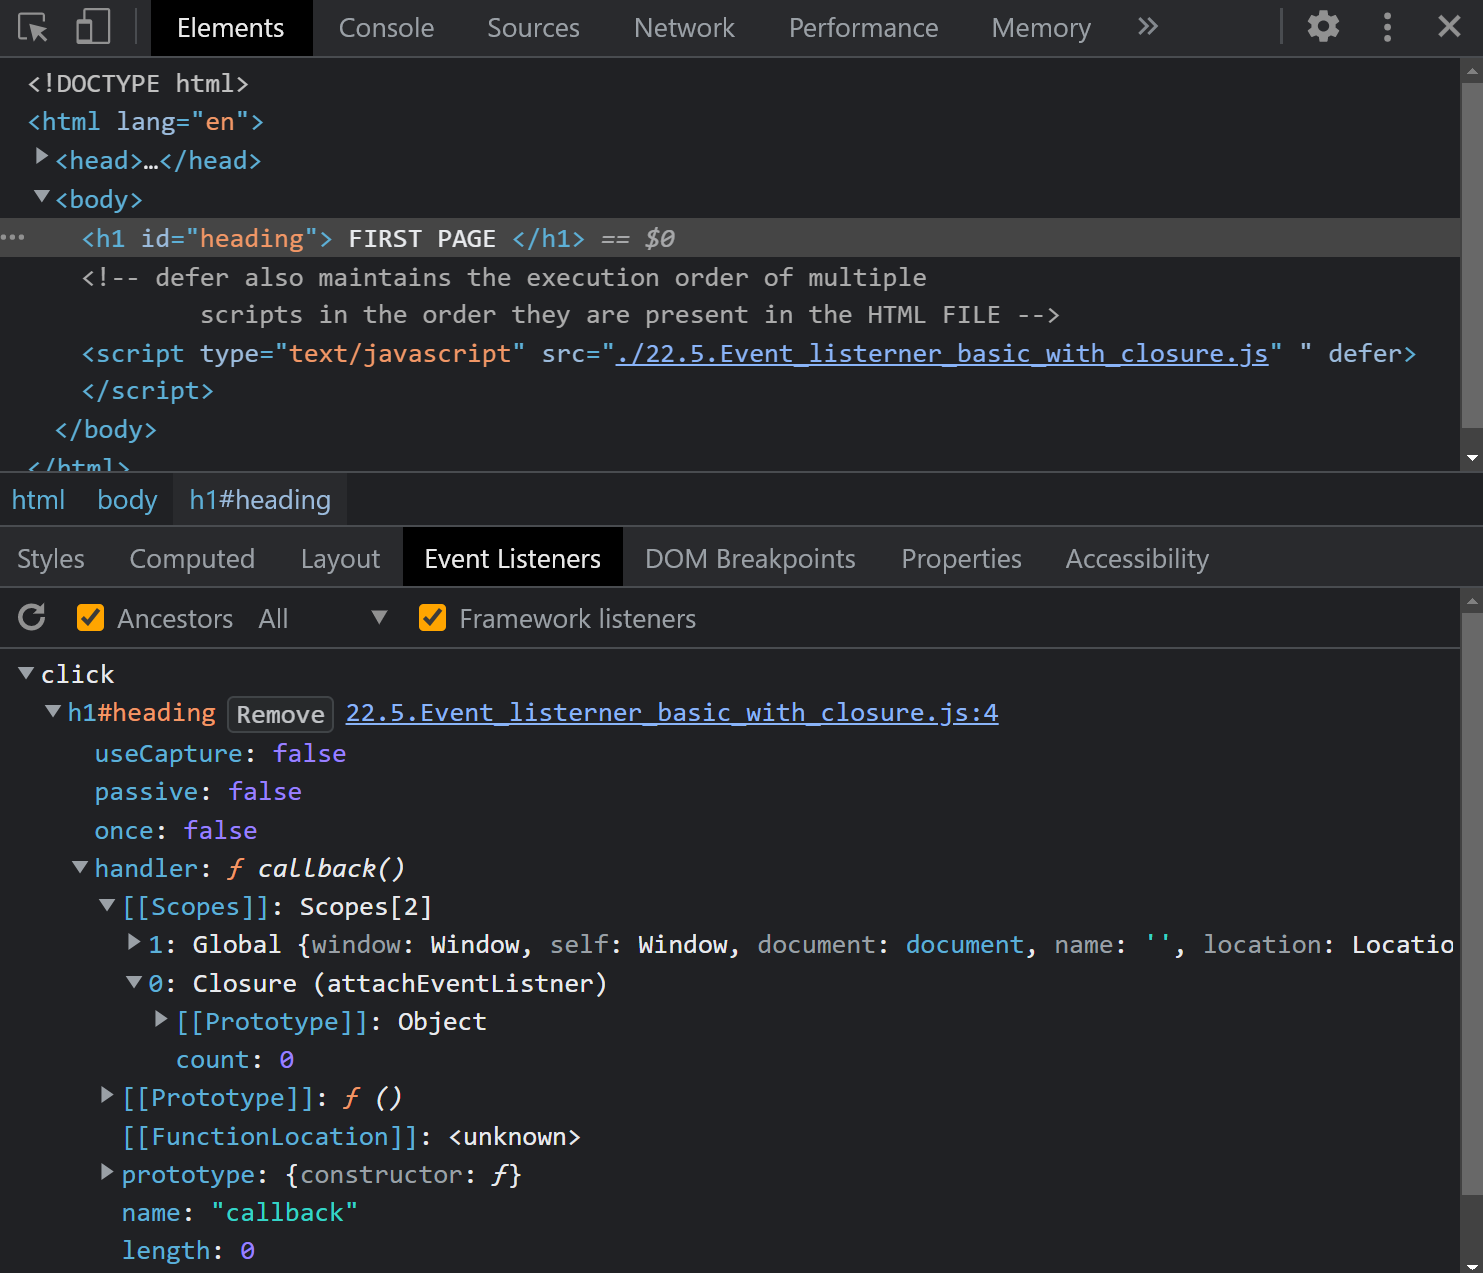 Elements Console Sources Network Performance Memory »
<!DOCTYPE html>
<html lang="en">
<head>…</head>
<body>
<h1 id="heading"> FIRST PAGE </h1> == $0
<!-- defer also maintains the execution order of multiple
scripts in the order they are present in the HTML FILE -->
<script type="text/javascript" src="./22.5.Event_listerner_basic_with_closure.js" " defer>
</script>
</body>
</html>
html body h1#heading
Styles Computed Layout Event Listeners DOM Breakpoints Properties Accessibility
Ancestors All Framework listeners
click
h1#heading Remove 22.5.Event_listerner_basic_with_closure.js:4
useCapture: false
passive: false
once: false
handler: ƒ callback()
[[Scopes]]: Scopes[2]
1: Global {window: Window, self: Window, document: document, name: '', location: Locatio
0: Closure (attachEventListner)
[[Prototype]]: Object
count: 0
[[Prototype]]: ƒ ()
[[FunctionLocation]]: <unknown>
prototype: {constructor: ƒ}
name: "callback"
length: 0